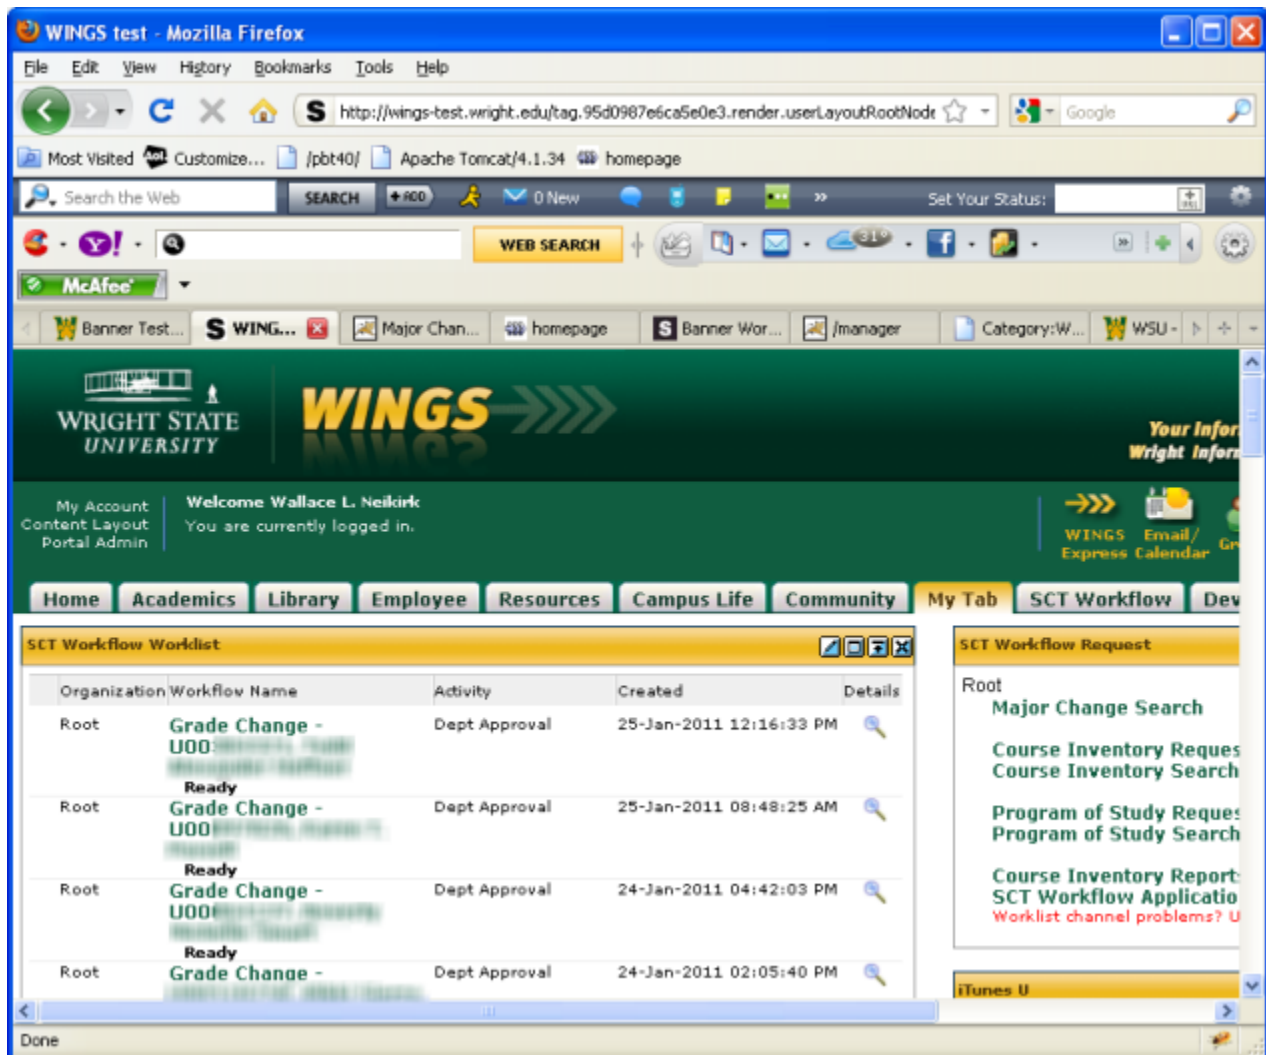 WINGS test - Mozilla Firefox
File Edit View History Bookmarks Tools Help
S http://wings-test.wright.edu/tag.95d0987e6ca5e0e3.render.userLayoutRootNode Google
Most Visited Customize... /pbt40/ Apache Tomcat/4.1.34 homepage
Search the Web SEARCH +ADD 0 New » Set Your Status:
Y! WEB SEARCH 31° f »
McAfee
Banner Test... S WING... Major Chan... homepage S Banner Wor... /manager Category:W... WSU -
WRIGHT STATE
UNIVERSITY
WINGS
Your Infor
Wright Inform
My Account
Content Layout
Portal Admin
Welcome Wallace L. Neikirk
You are currently logged in.
WINGS
Express
Email/
Calendar
Gr
Home Academics Library Employee Resources Campus Life Community My Tab SCT Workflow Dev
SCT Workflow Worklist
Organization Workflow Name Activity Created Details
Root Grade Change - Dept Approval 25-Jan-2011 12:16:33 PM
U00
Ready
Root Grade Change - Dept Approval 25-Jan-2011 08:48:25 AM
U00
Ready
Root Grade Change - Dept Approval 24-Jan-2011 04:42:03 PM
U00
Ready
Root Grade Change - Dept Approval 24-Jan-2011 02:05:40 PM
SCT Workflow Request
Root
Major Change Search
Course Inventory Reques
Course Inventory Search
Program of Study Reques
Program of Study Search
Course Inventory Report
SCT Workflow Applicatio
Worklist channel problems? U
iTunes U
Done